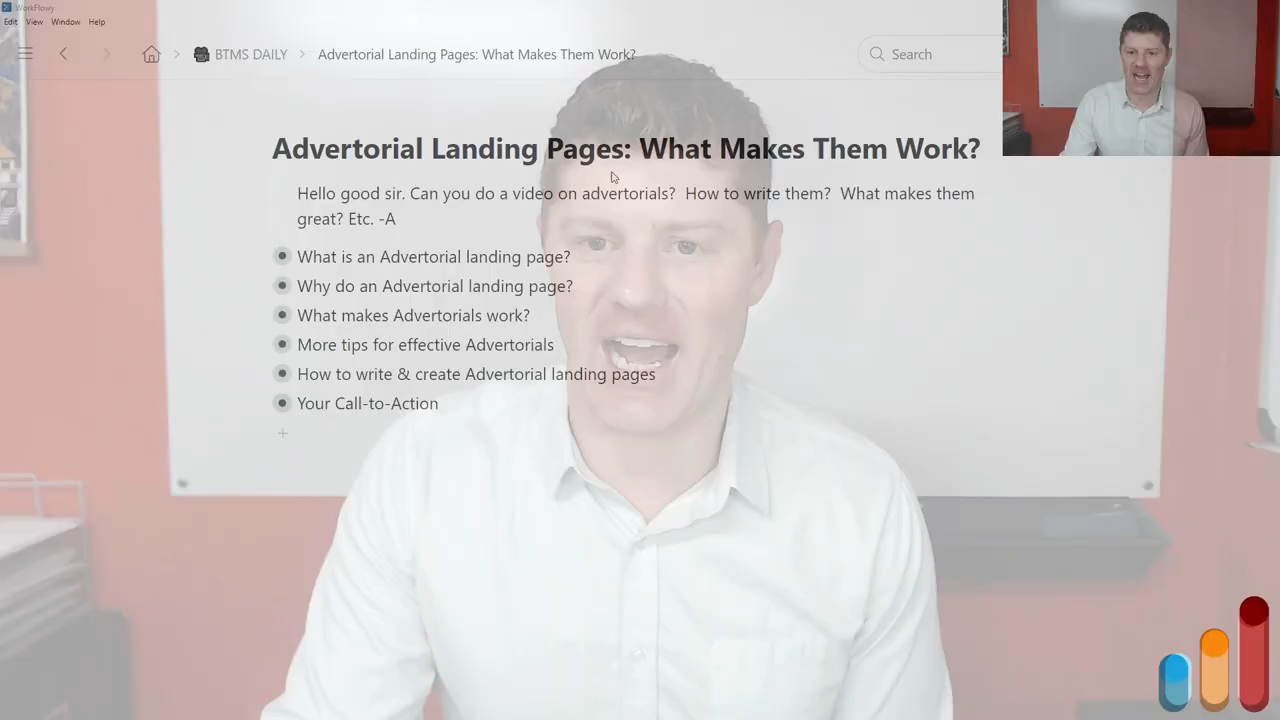 WorkFlowy
Edit View Window Help
BTMS DAILY Advertorial Landing Pages: What Makes Them Work? Search
Advertorial Landing Pages: What Makes Them Work?
Hello good sir. Can you do a video on advertorials? How to write them? What makes them
great? Etc. -A
What is an Advertorial landing page?
Why do an Advertorial landing page?
What makes Advertorials work?
More tips for effective Advertorials
How to write & create Advertorial landing pages
Your Call-to-Action